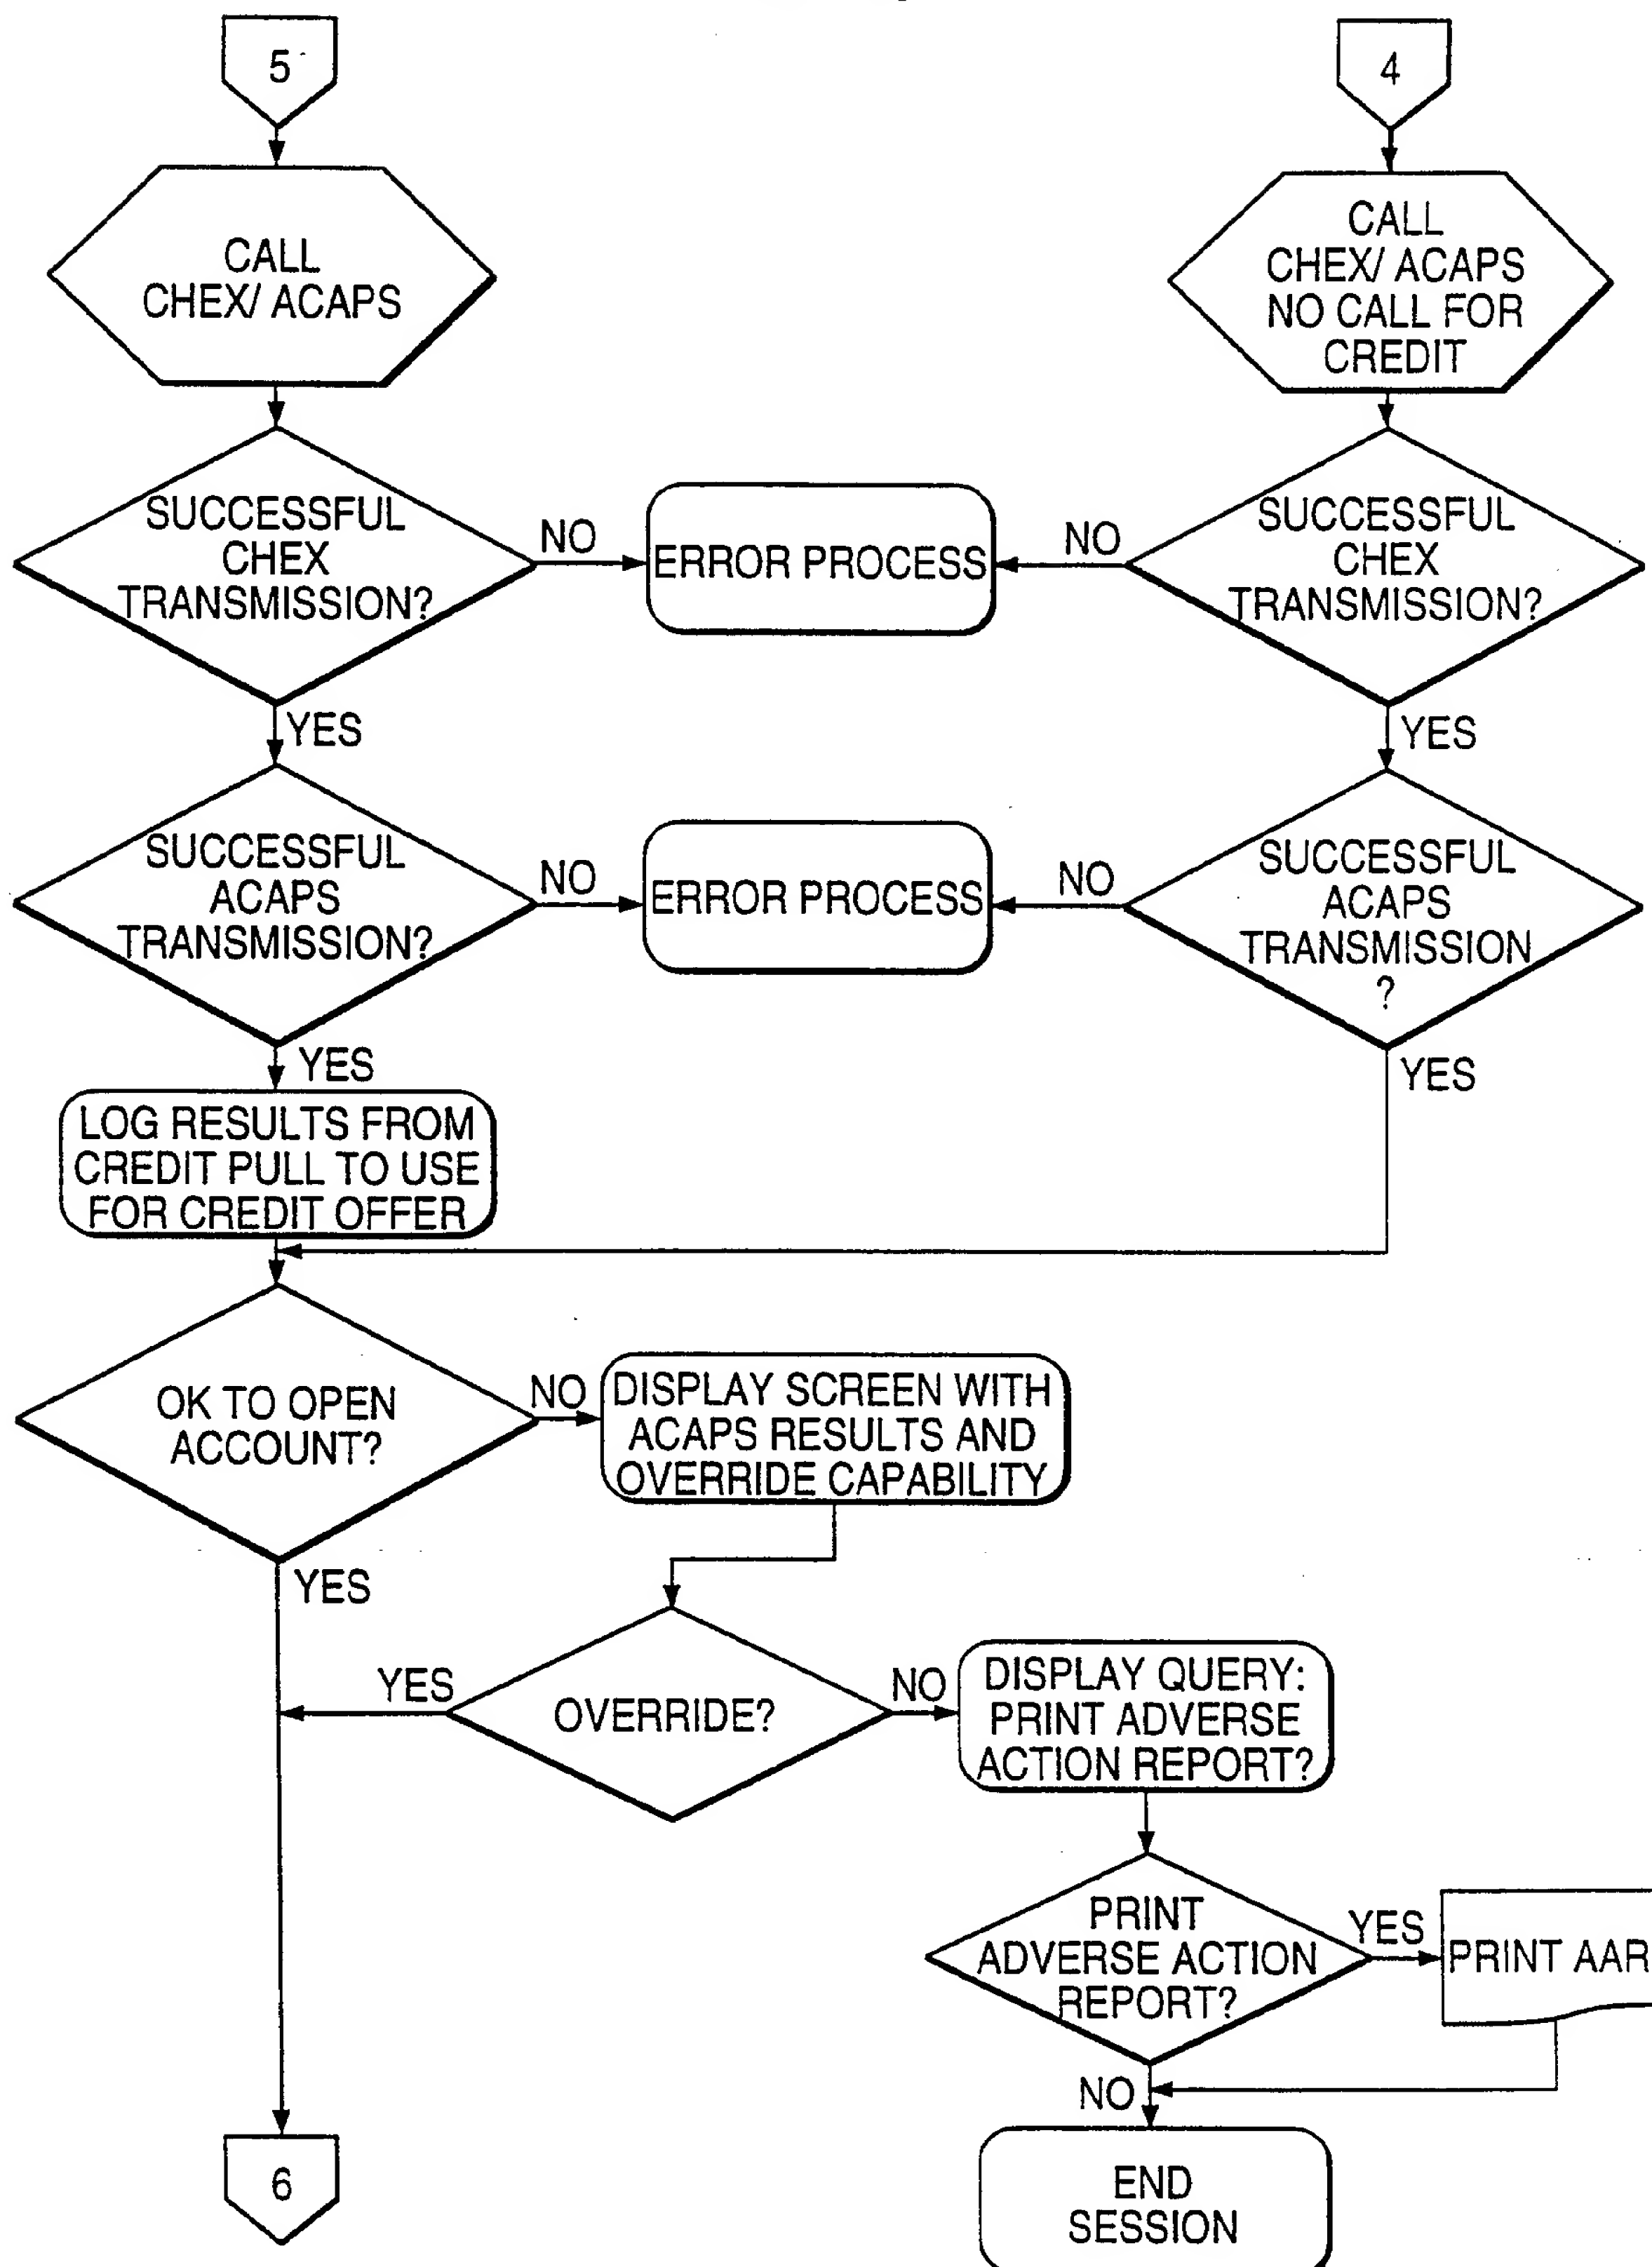 5
4
CALL
CHEX/ ACAPS
CALL
CHEX/ ACAPS
NO CALL FOR
CREDIT
SUCCESSFUL
CHEX
TRANSMISSION?
NO
ERROR PROCESS
NO
SUCCESSFUL
CHEX
TRANSMISSION?
YES
YES
SUCCESSFUL
ACAPS
TRANSMISSION?
NO
ERROR PROCESS
NO
SUCCESSFUL
ACAPS
TRANSMISSION
?
YES
YES
LOG RESULTS FROM
CREDIT PULL TO USE
FOR CREDIT OFFER
OK TO OPEN
ACCOUNT?
NO
DISPLAY SCREEN WITH
ACAPS RESULTS AND
OVERRIDE CAPABILITY
YES
YES
OVERRIDE?
NO
DISPLAY QUERY:
PRINT ADVERSE
ACTION REPORT?
PRINT
ADVERSE ACTION
REPORT?
YES
PRINT AAR
NO
6
END
SESSION